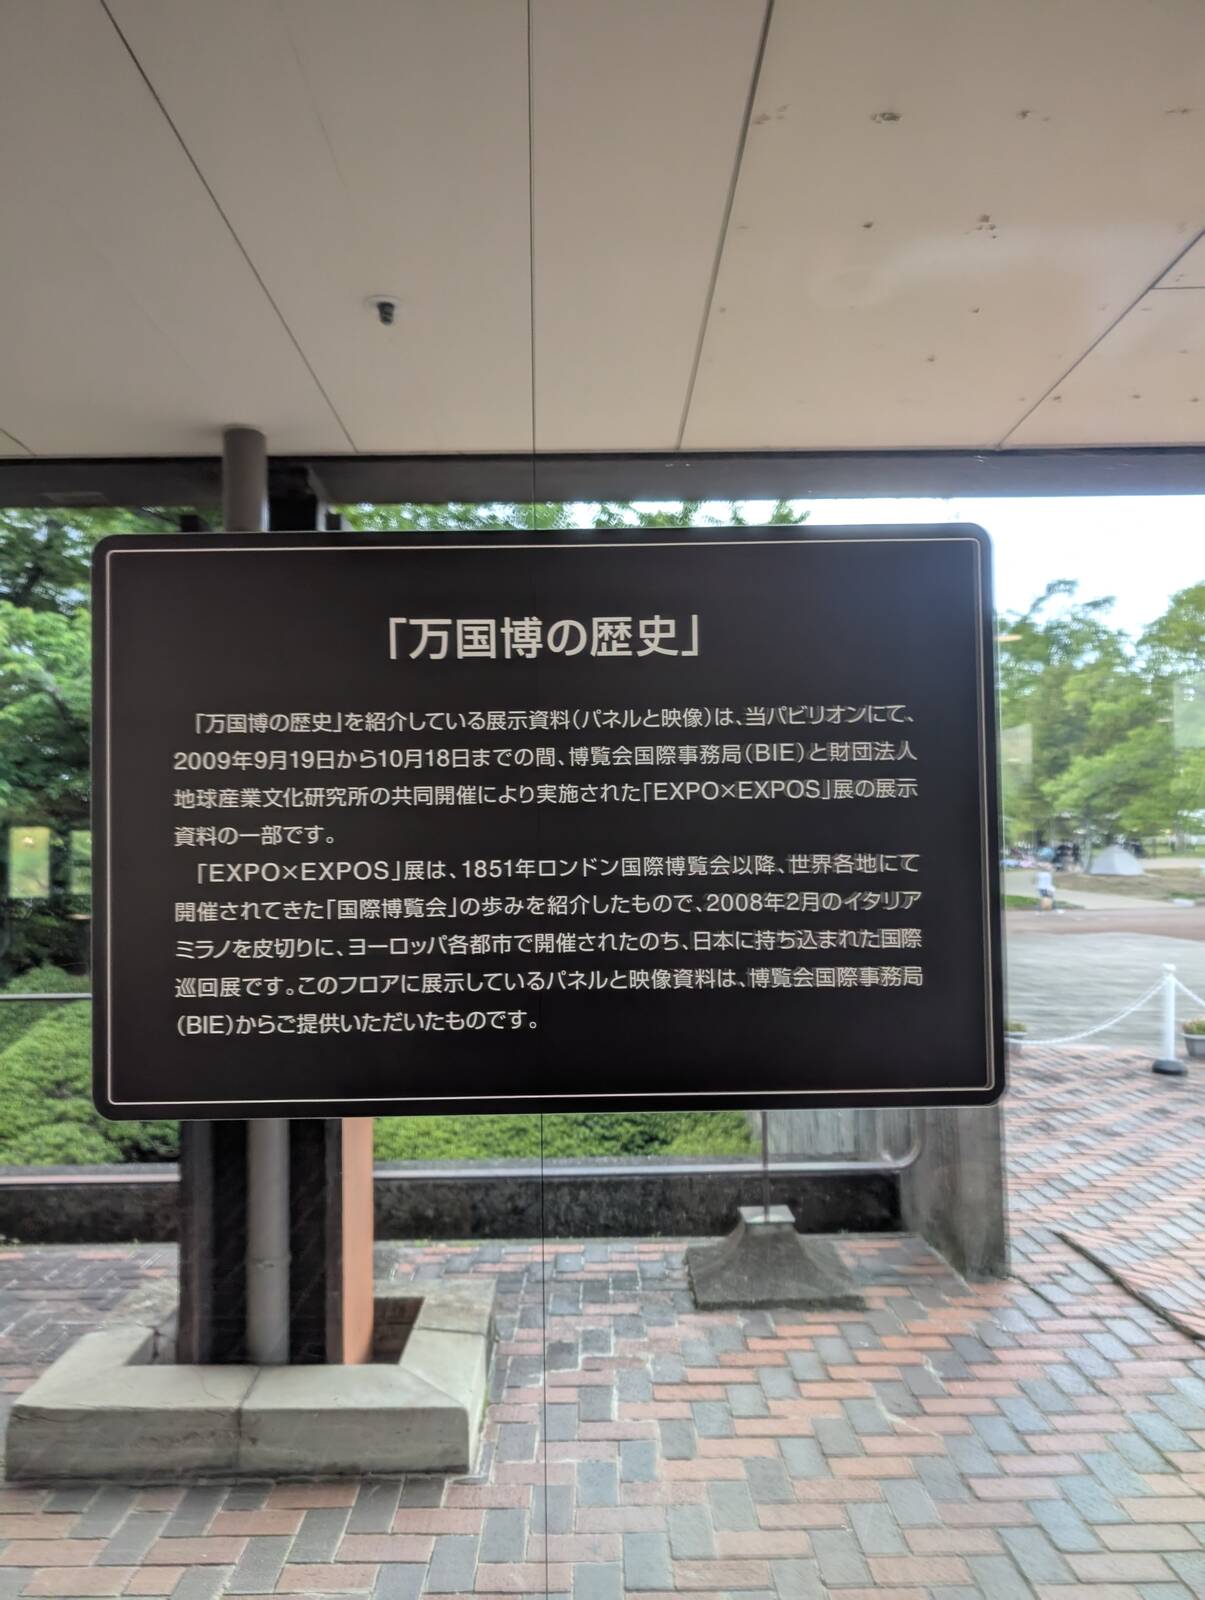 「万国博の歴史」
「万国博の歴史」を紹介している展示資料(パネルと映像)は、当パビリオンにて、
2009年9月19日から10月18日までの間、博覧会国際事務局(BIE)と財団法人
地球産業文化研究所の共同開催により実施された「EXPO×EXPOS」展の展示
資料の一部です。
「EXPO×EXPOS」展は、1851年ロンドン国際博覧会以降、世界各地にて
開催されてきた「国際博覧会」の歩みを紹介したもので、2008年2月のイタリア
ミラノを皮切りに、ヨーロッパ各都市で開催されたのち、日本に持ち込まれた国際
巡回展です。このフロアに展示しているパネルと映像資料は、博覧会国際事務局
(BIE)からご提供いただいたものです。